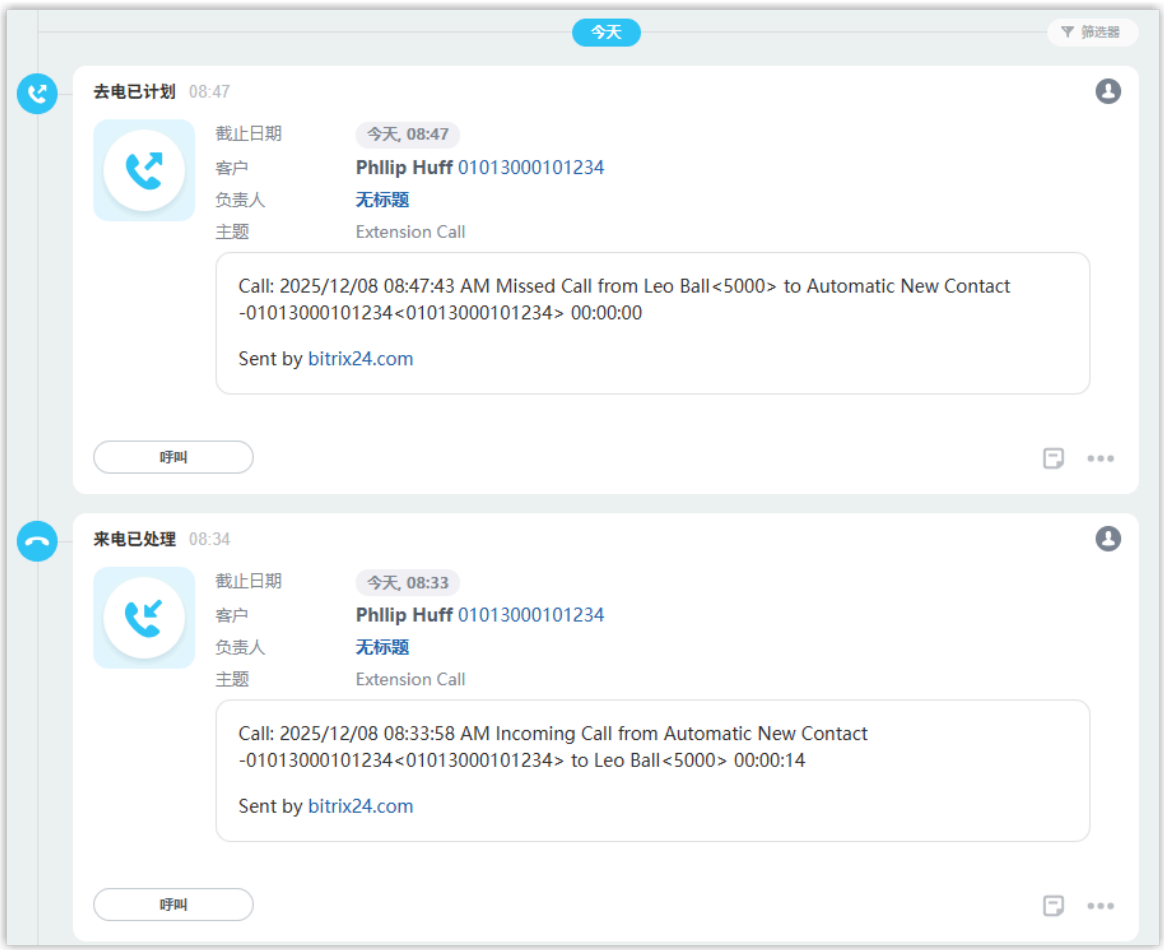 今天
筛选器
去电已计划 08:47
截止日期 今天, 08:47
客户 Phllip Huff 01013000101234
负责人 无标题
主题 Extension Call
Call: 2025/12/08 08:47:43 AM Missed Call from Leo Ball<5000> to Automatic New Contact
-01013000101234<01013000101234> 00:00:00
Sent by bitrix24.com
呼叫
来电已处理 08:34
截止日期 今天, 08:33
客户 Phllip Huff 01013000101234
负责人 无标题
主题 Extension Call
Call: 2025/12/08 08:33:58 AM Incoming Call from Automatic New Contact
-01013000101234<01013000101234> to Leo Ball<5000> 00:00:14
Sent by bitrix24.com
呼叫